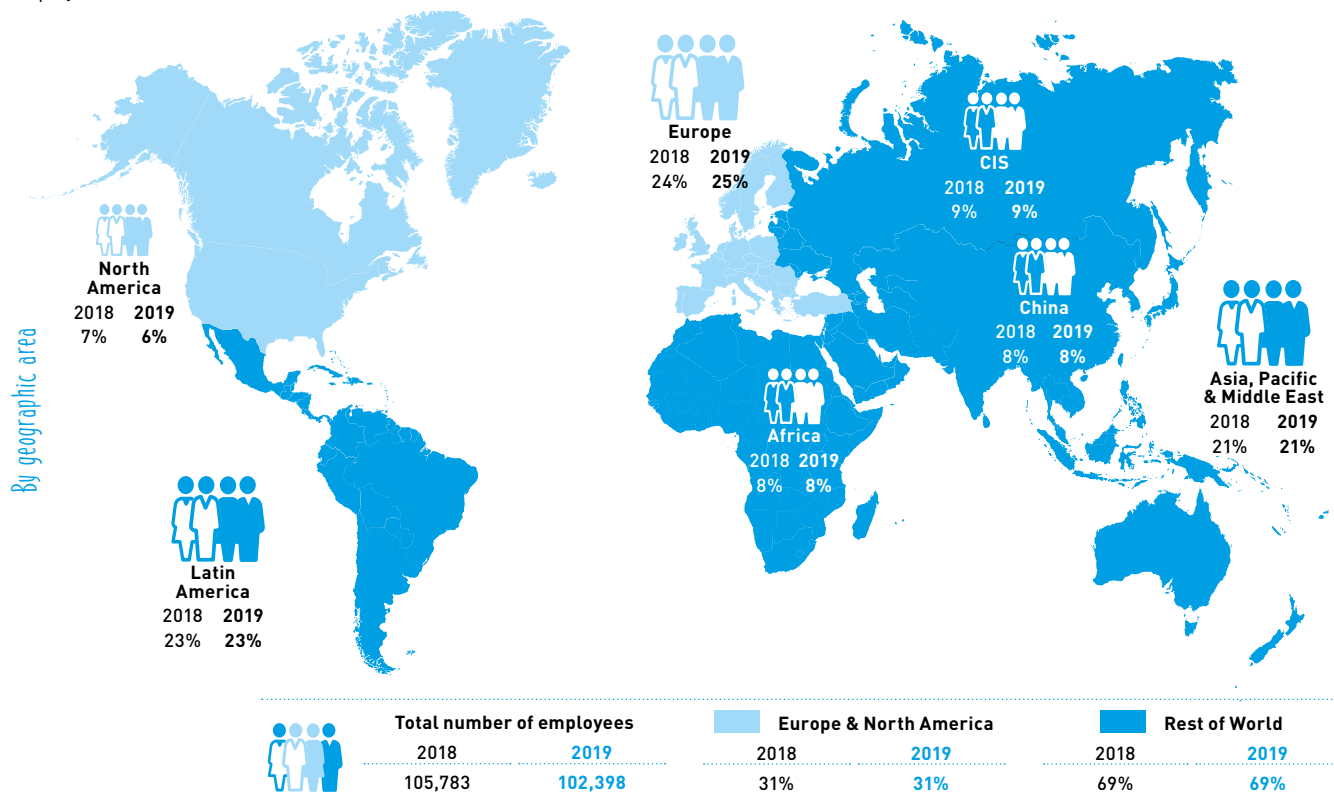 Europe
2018 2019
24% 25%
CIS
2018 2019
9% 9%
North
America
2018 2019
7% 6%
China
2018 2019
8% 8%
Asia, Pacific
& Middle East
2018 2019
21% 21%
Africa
2018 2019
8% 8%
By geographic area
Latin
America
2018 2019
23% 23%
Total number of employees
2018 2019
105,783 102,398
Europe & North America
2018 2019
31% 31%
Rest of World
2018 2019
69% 69%